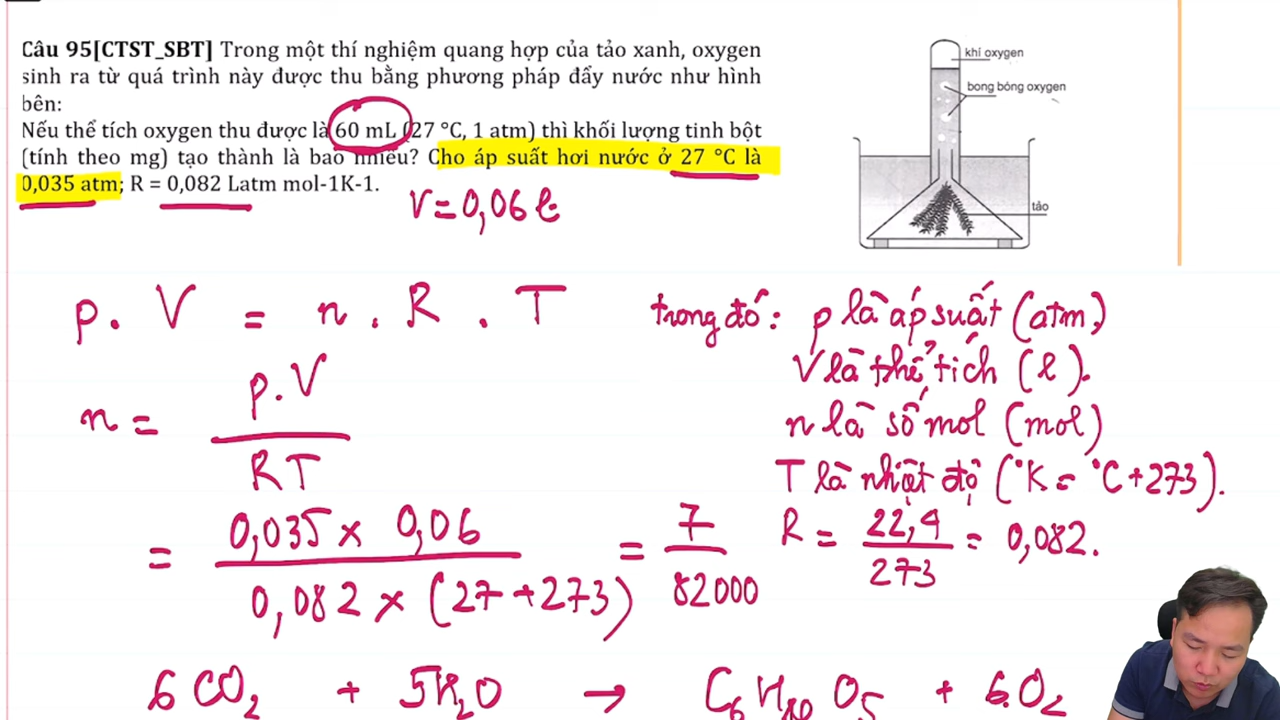 Câu 95[CTST_SBT] Trong một thí nghiệm quang hợp của tảo xanh, oxygen
sinh ra từ quá trình này được thu bằng phương pháp đẩy nước như hình
bên:
Nếu thể tích oxygen thu được là 60 mL (27 °C, 1 atm) thì khối lượng tinh bột
(tính theo mg) tạo thành là bao nhiêu? Cho áp suất hơi nước ở 27 °C là
0,035 atm; R = 0,082 Latm mol-1K-1.
khí oxygen
bong bóng oxygen
tảo
V = 0,06 l
p . V = n . R . T
n = p.V / RT
= 0,035 x 0,06 / 0,082 x (27 + 273) = 7 / 82000
trong đó: p là áp suất (atm)
V là thể tích (l).
n là số mol (mol)
T là nhiệt độ (°K = °C + 273).
R = 22,4 / 273 = 0,082.
6CO₂ + 5H₂O → C₆H₁₀O₅ + 6O₂